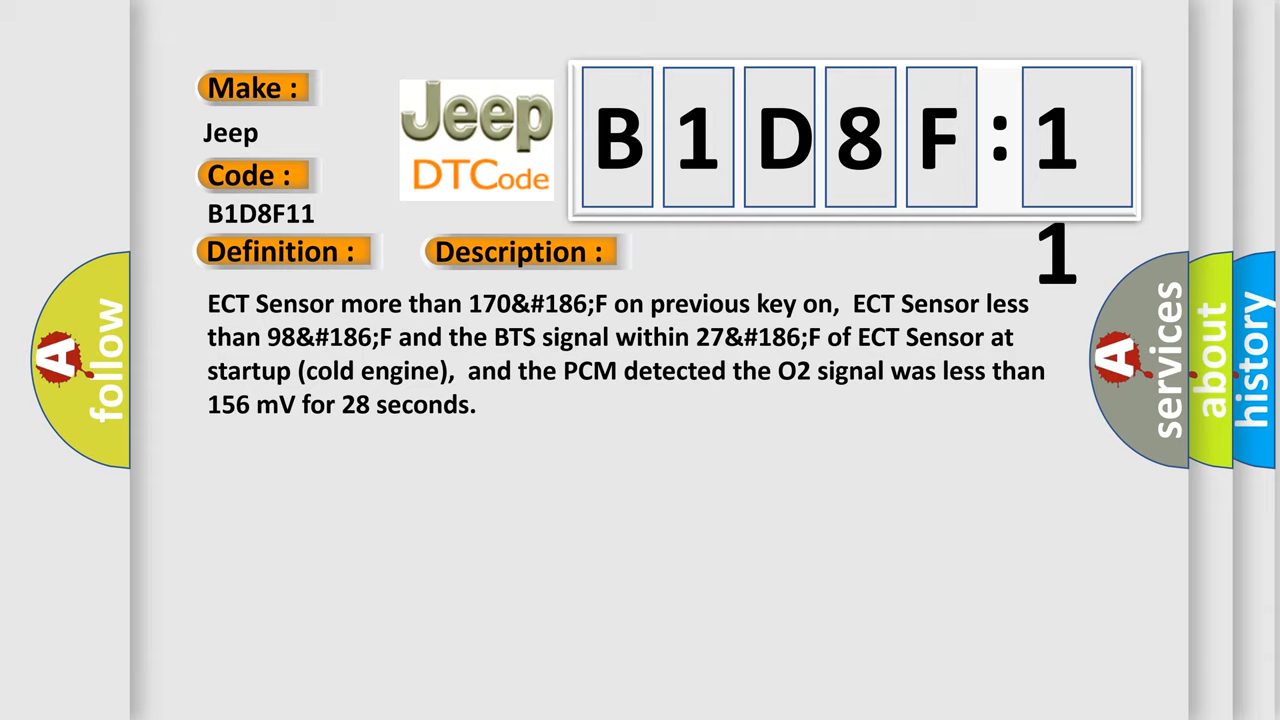 Make :
Jeep
Code :
B1D8F11
Definition :
Description :
Jeep
DTCode
B1D8F:1
1
ECT Sensor more than 170&#186;F on previous key on,  ECT Sensor less
than 98&#186;F and the BTS signal within 27&#186;F of ECT Sensor at
startup (cold engine),  and the PCM detected the O2 signal was less than
156 mV for 28 seconds.
A follow
A services
about
history